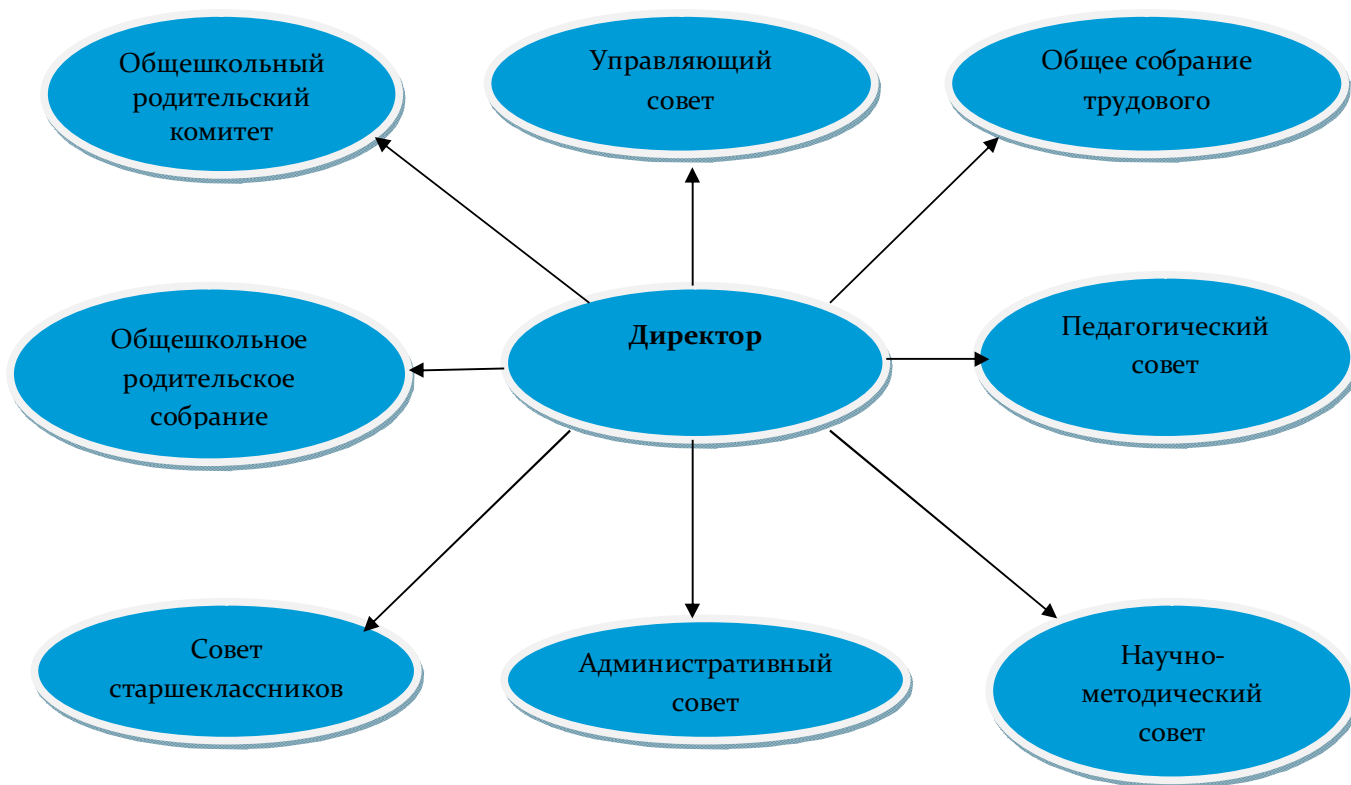 Общешкольный
родительский
комитет
Управляющий
совет
Общее собрание
трудового
Общешкольное
родительское
собрание
Директор
Педагогический
совет
Совет
старшеклассников
Административный
совет
Научно-
методический
совет